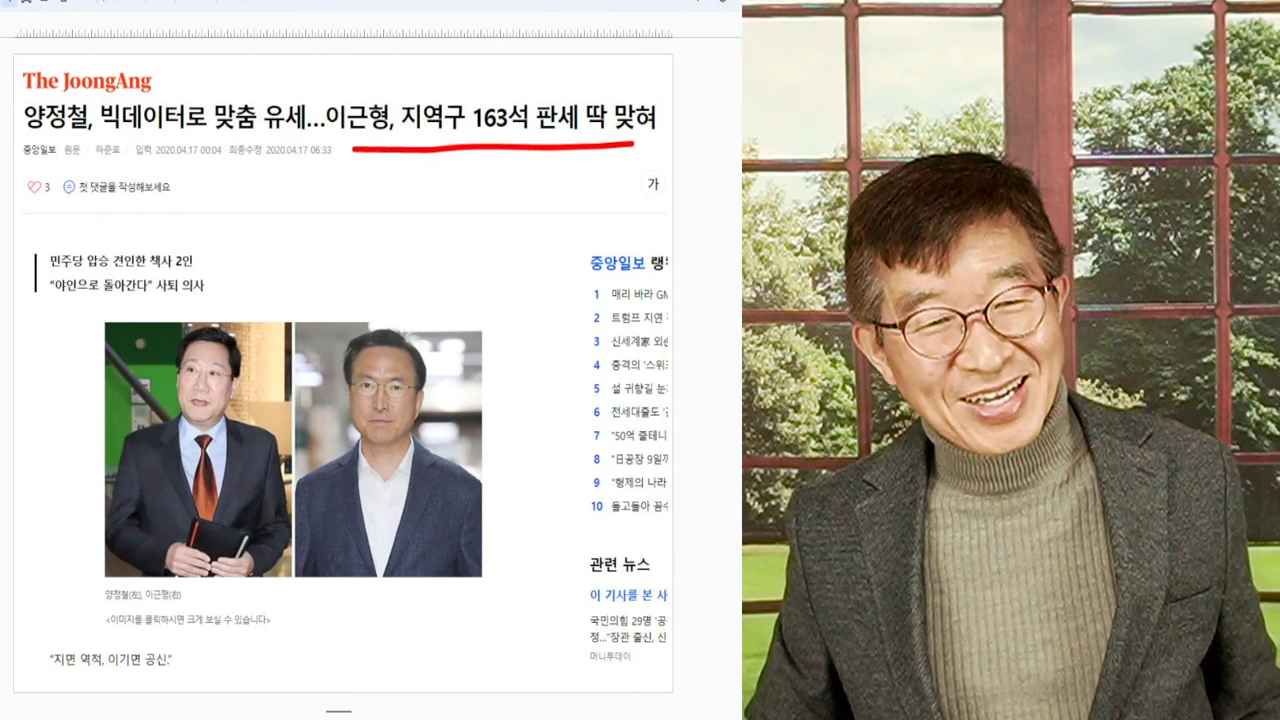 The JoongAng
양정철, 빅데이터로 맞춤 유세...이근형, 지역구 163석 판세 딱 맞혀
중앙일보 원문 하준호 입력 2020.04.17 00:04 최종수정 2020.04.17 06:33
3 첫 댓글을 작성해보세요
가
민주당 압승 견인한 책사 2인
“야인으로 돌아간다” 사퇴 의사
양정철(左), 이근형(右)
<이미지를 클릭하시면 크게 보실 수 있습니다>
“지면 역적, 이기면 공신.”
중앙일보 랭
1 매리 바라 GM
2 트럼프 지연
3 신세계家 외
4 충격의 ‘스위
5 설 귀향길 눈
6 전세대출도
7 “50억 줄테니
8 “日공장 9일
9 “형제의 나라
10 돌고돌아 꼼수
관련 뉴스
이 기사를 본 사
국민의힘 29명 ‘공
정...”장관 출신, 신
머니투데이